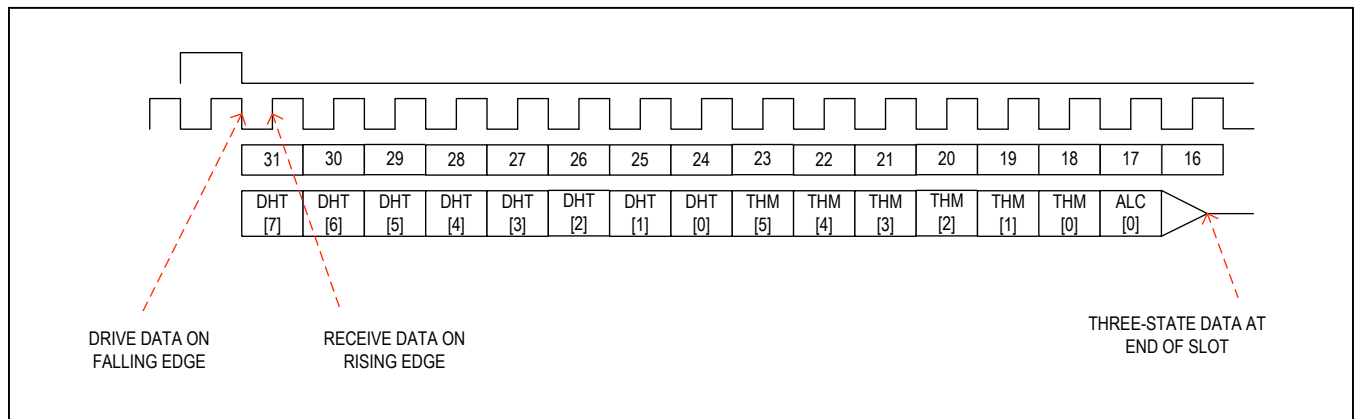 31 30 29 28 27 26 25 24 23 22 21 20 19 18 17 16
DHT DHT DHT DHT DHT DHT DHT DHT THM THM THM THM THM THM ALC
[7] [6] [5] [4] [3] [2] [1] [0] [5] [4] [3] [2] [1] [0] [0]
DRIVE DATA ON
FALLING EDGE
RECEIVE DATA ON
RISING EDGE
THREE-STATE DATA AT
END OF SLOT